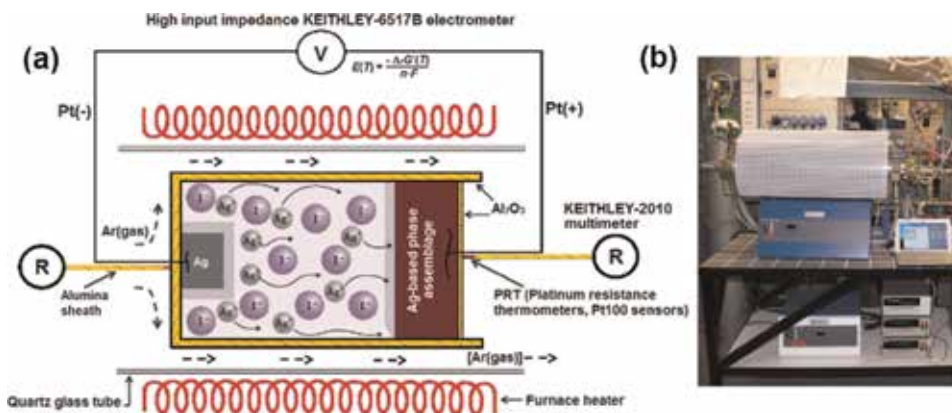 High input impedance KEITHLEY-6517B electrometer
(a)
V
Pt(-)
Pt(+)
Ar(gas)
Ag
I⁻
Ag⁺
Ag-based phase
assemblage
Al₂O₃
KEITHLEY-2010
multimeter
R
R
Alumina
sheath
PRT (Platinum resistance
thermometers, Pt100 sensors)
[Ar(gas)]
Quartz glass tube
Furnace heater
(b)